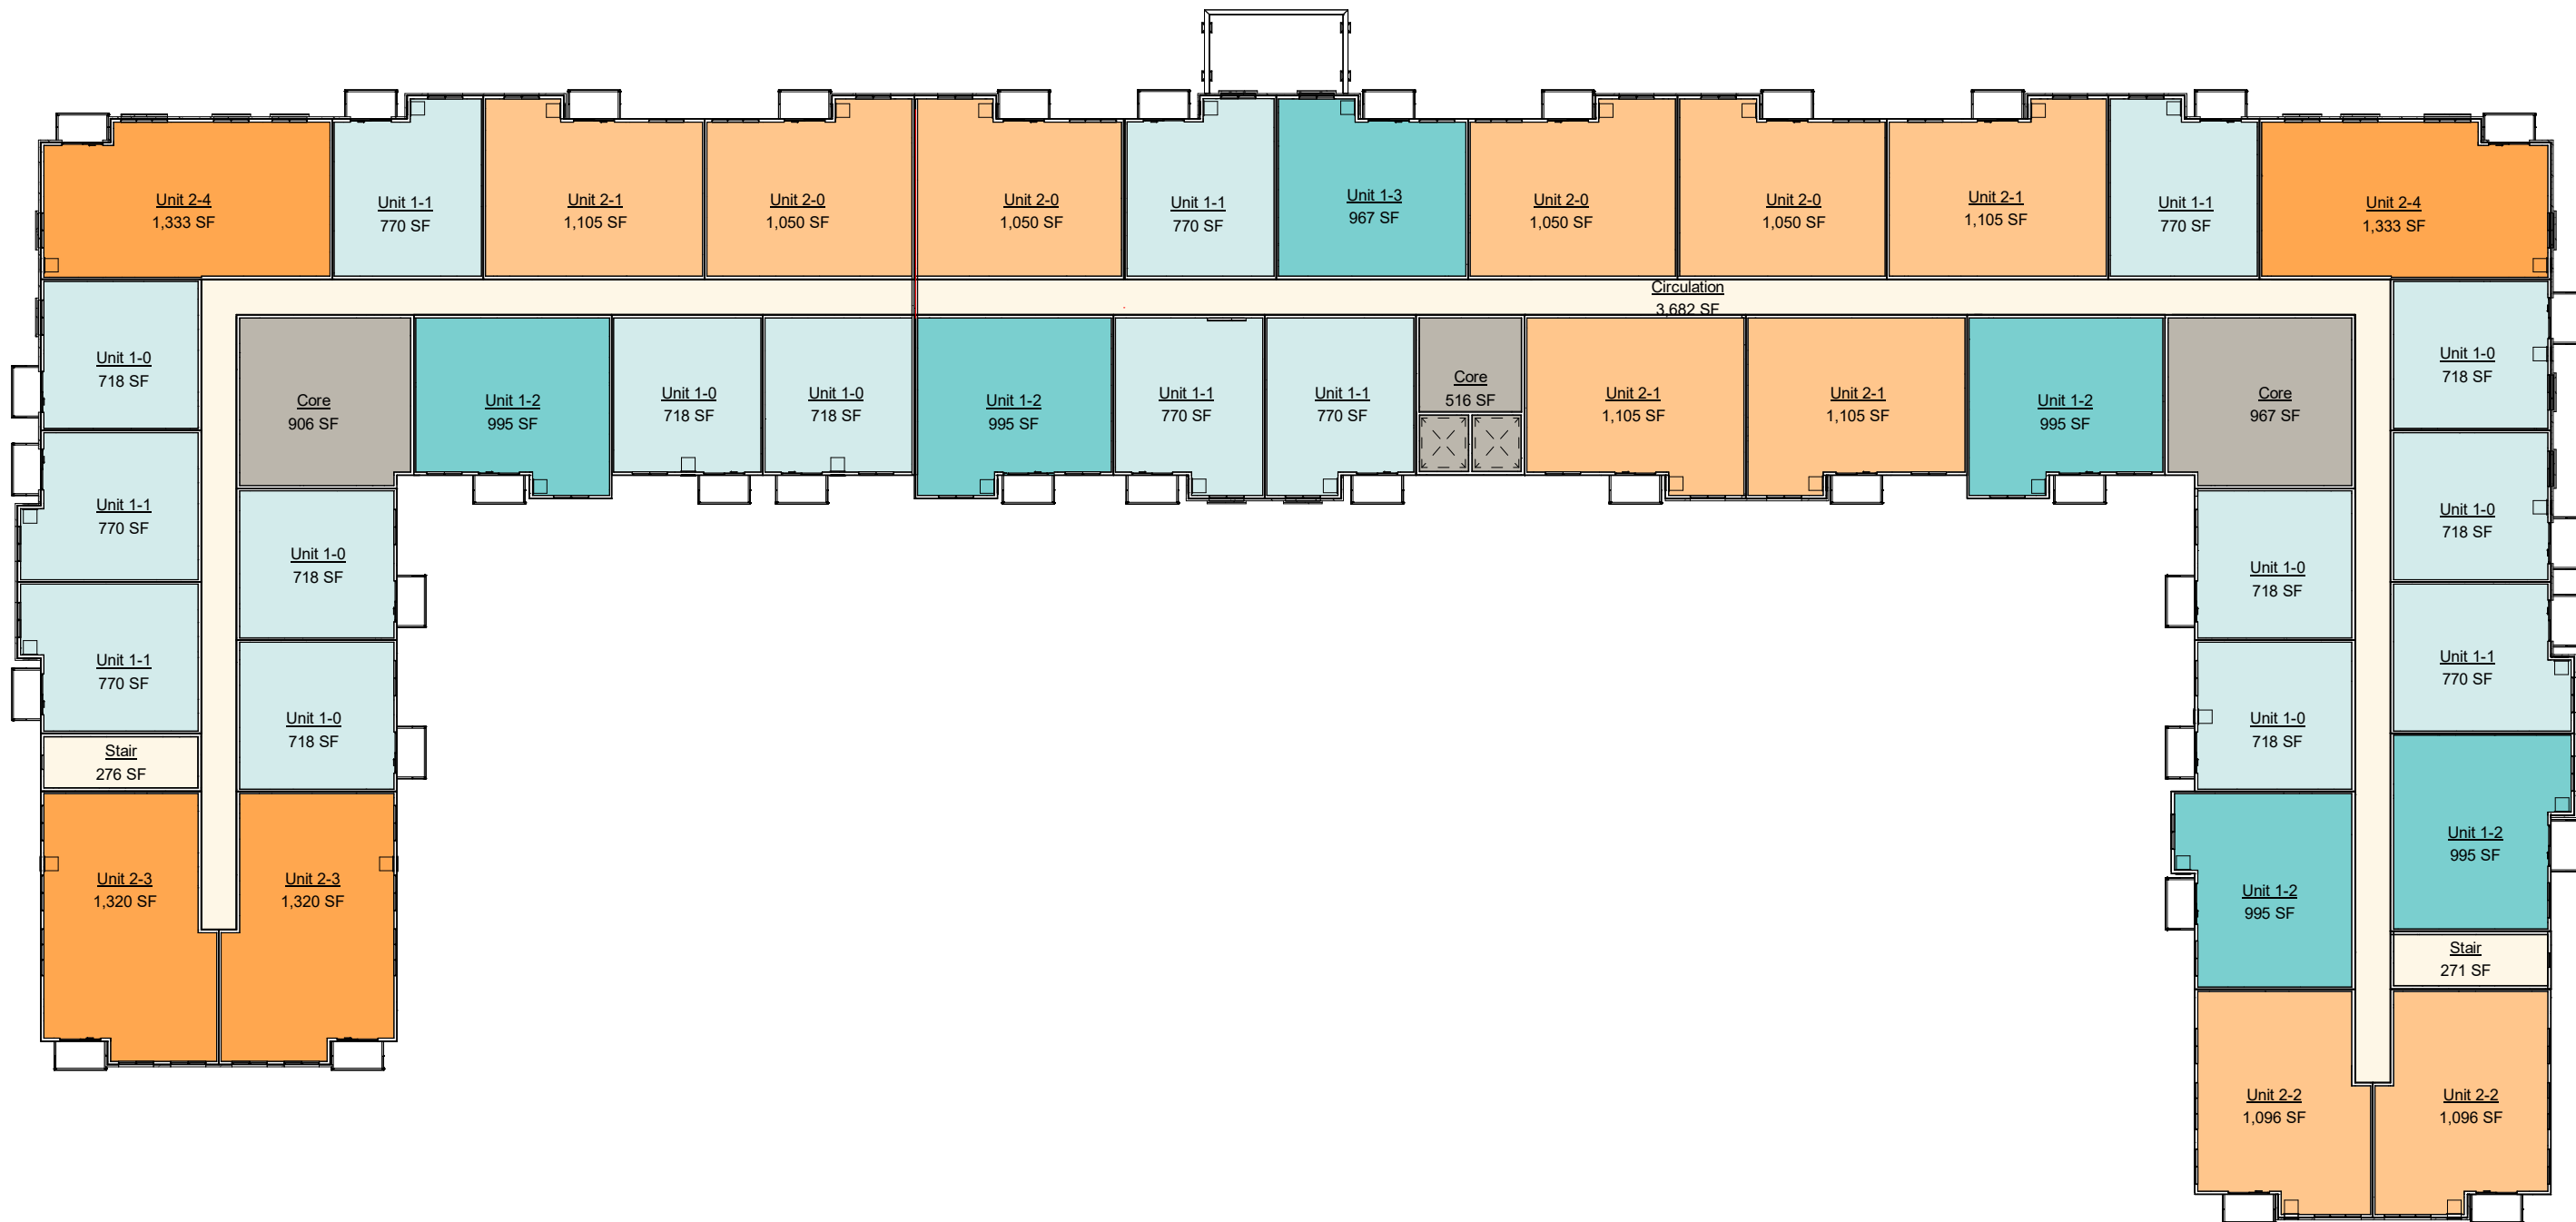 Unit 2-4
1,333 SF
Unit 1-1
770 SF
Unit 2-1
1,105 SF
Unit 2-0
1,050 SF
Unit 2-0
1,050 SF
Unit 1-1
770 SF
Unit 1-3
967 SF
Unit 2-0
1,050 SF
Unit 2-0
1,050 SF
Unit 2-1
1,105 SF
Unit 1-1
770 SF
Unit 2-4
1,333 SF
Circulation
3,682 SF
Unit 1-0
718 SF
Core
906 SF
Unit 1-2
995 SF
Unit 1-0
718 SF
Unit 1-0
718 SF
Unit 1-2
995 SF
Unit 1-1
770 SF
Unit 1-1
770 SF
Core
516 SF
Unit 2-1
1,105 SF
Unit 2-1
1,105 SF
Unit 1-2
995 SF
Core
967 SF
Unit 1-0
718 SF
Unit 1-1
770 SF
Unit 1-0
718 SF
Unit 1-0
718 SF
Unit 1-0
718 SF
Unit 1-1
770 SF
Unit 1-0
718 SF
Unit 1-0
718 SF
Unit 1-1
770 SF
Stair
276 SF
Unit 2-3
1,320 SF
Unit 2-3
1,320 SF
Unit 1-2
995 SF
Unit 1-2
995 SF
Stair
271 SF
Unit 2-2
1,096 SF
Unit 2-2
1,096 SF